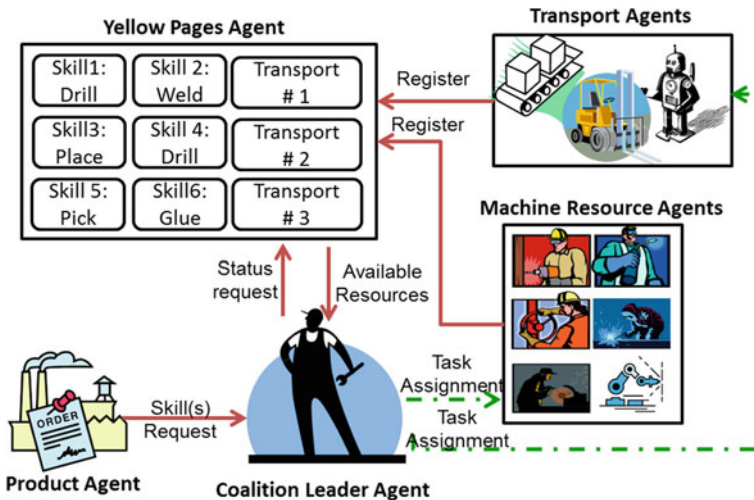 Yellow Pages Agent
Transport Agents
Skill1:
Drill
Skill 2:
Weld
Transport
# 1
Skill3:
Place
Skill 4:
Drill
Transport
# 2
Skill 5:
Pick
Skill6:
Glue
Transport
# 3
Register
Register
Machine Resource Agents
Status
request
Available
Resources
Task
Assignment
Task
Assignment
ORDER
Skill(s)
Request
Product Agent
Coalition Leader Agent